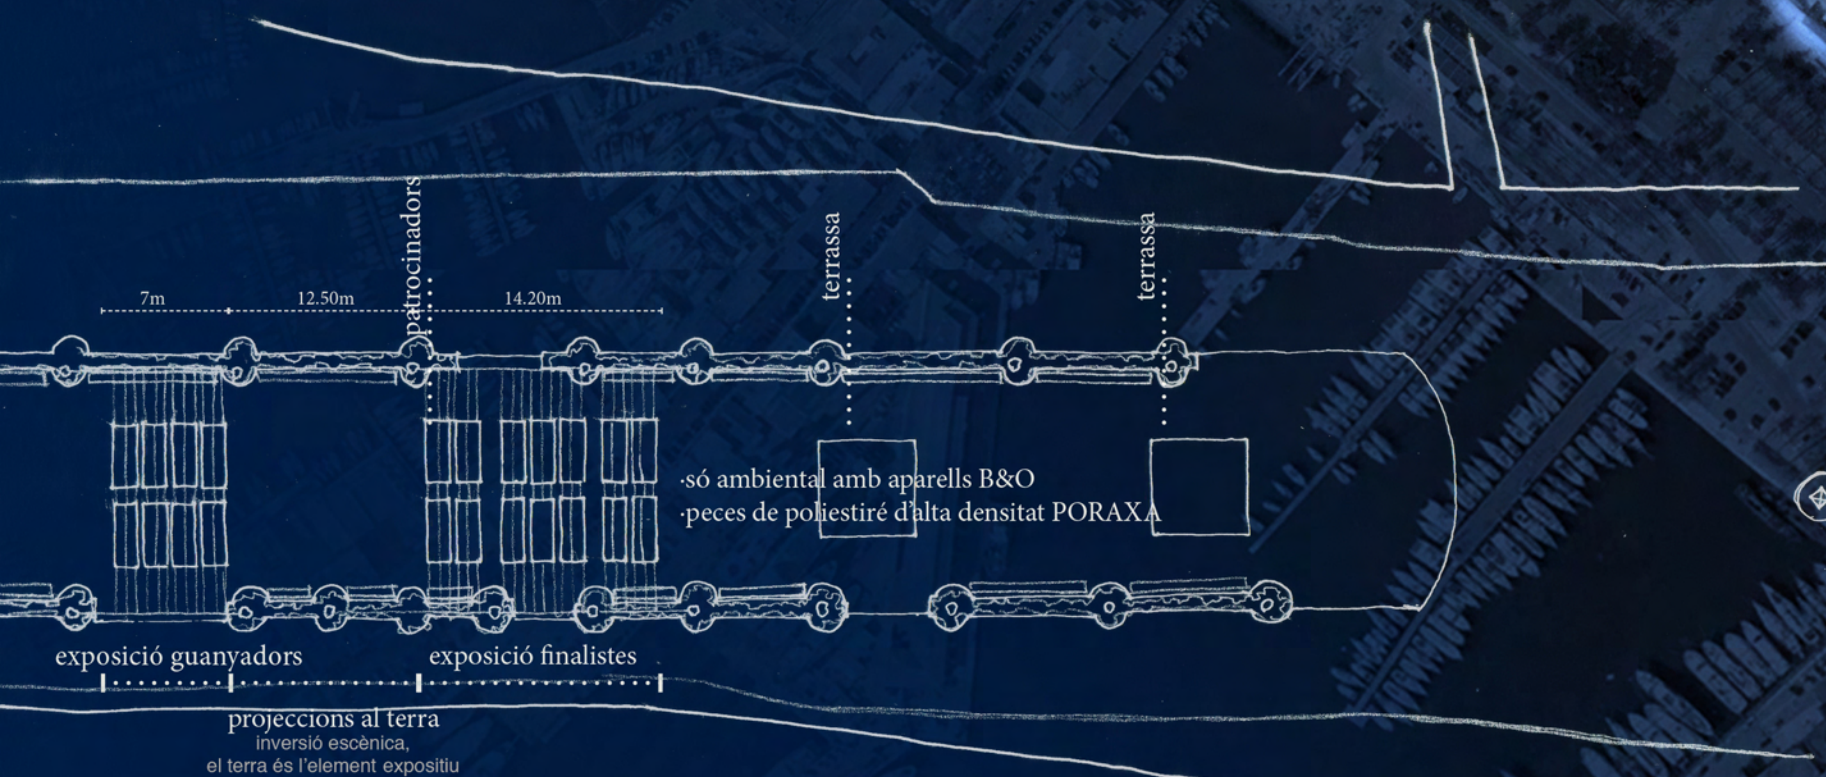 patrocinadors
terrassa
terrassa
7m
12.50m
14.20m
·só ambiental amb aparells B&O
·peces de poliestiré d'alta densitat PORAXA
exposició guanyadors
exposició finalistes
projeccions al terra
inversió escènica,
el terra és l'element expositiu